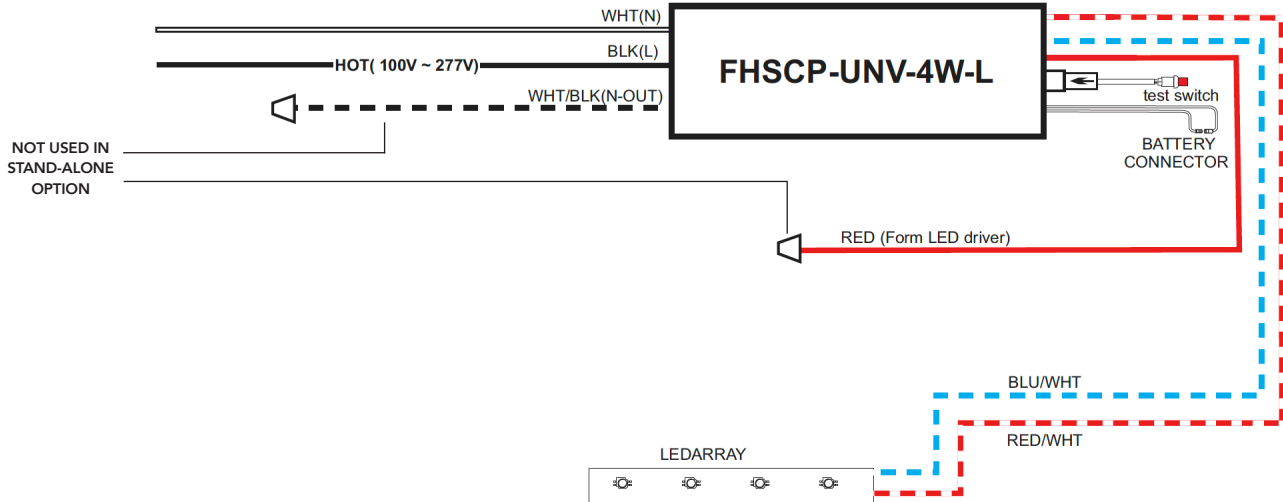 WHT(N)
BLK(L)
HOT( 100V ~ 277V)
WHT/BLK(N-OUT)
FHSCP-UNV-4W-L
test switch
BATTERY
CONNECTOR
NOT USED IN
STAND-ALONE
OPTION
RED (Form LED driver)
BLU/WHT
RED/WHT
LEDARRAY